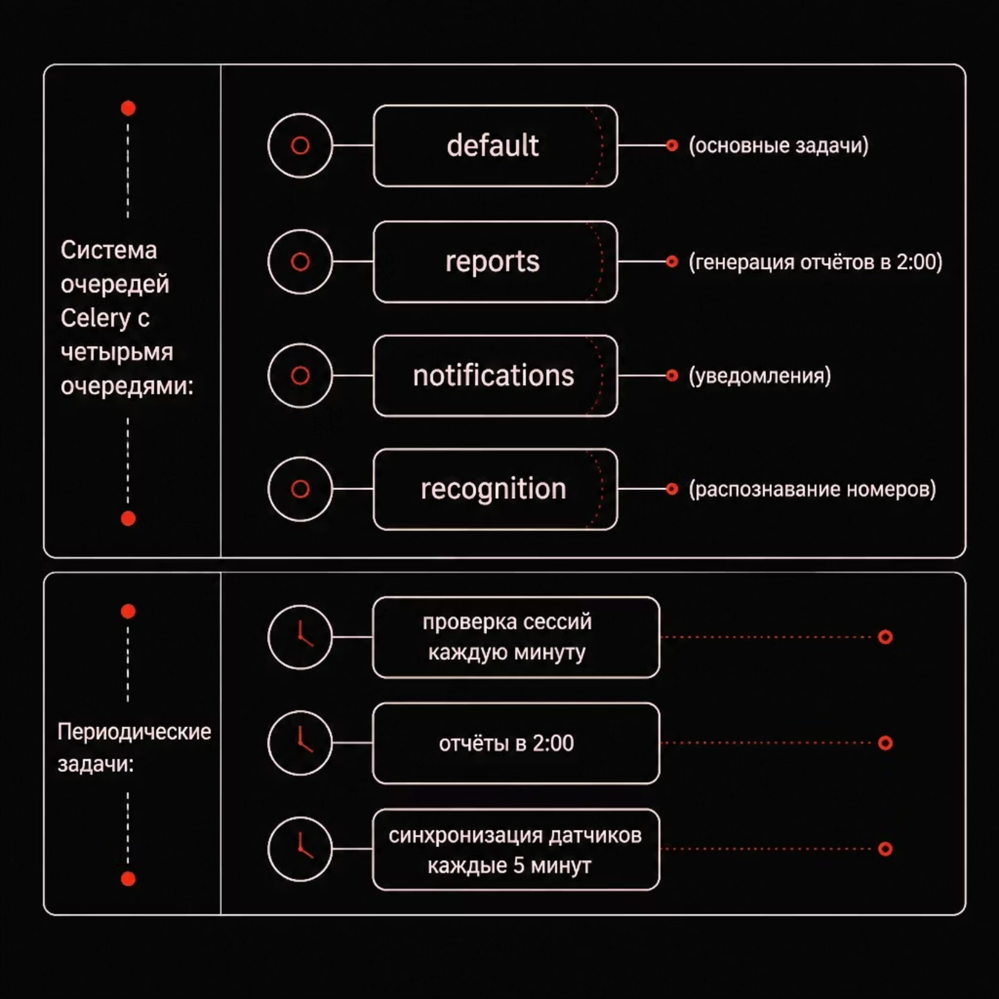 Система
очередей
Celery с
четырьмя
очередями:
default
(основные задачи)
reports
(генерация отчётов в 2:00)
notifications
(уведомления)
recognition
(распознавание номеров)
Периодические
задачи:
проверка сессий
каждую минуту
отчёты в 2:00
синхронизация датчиков
каждые 5 минут